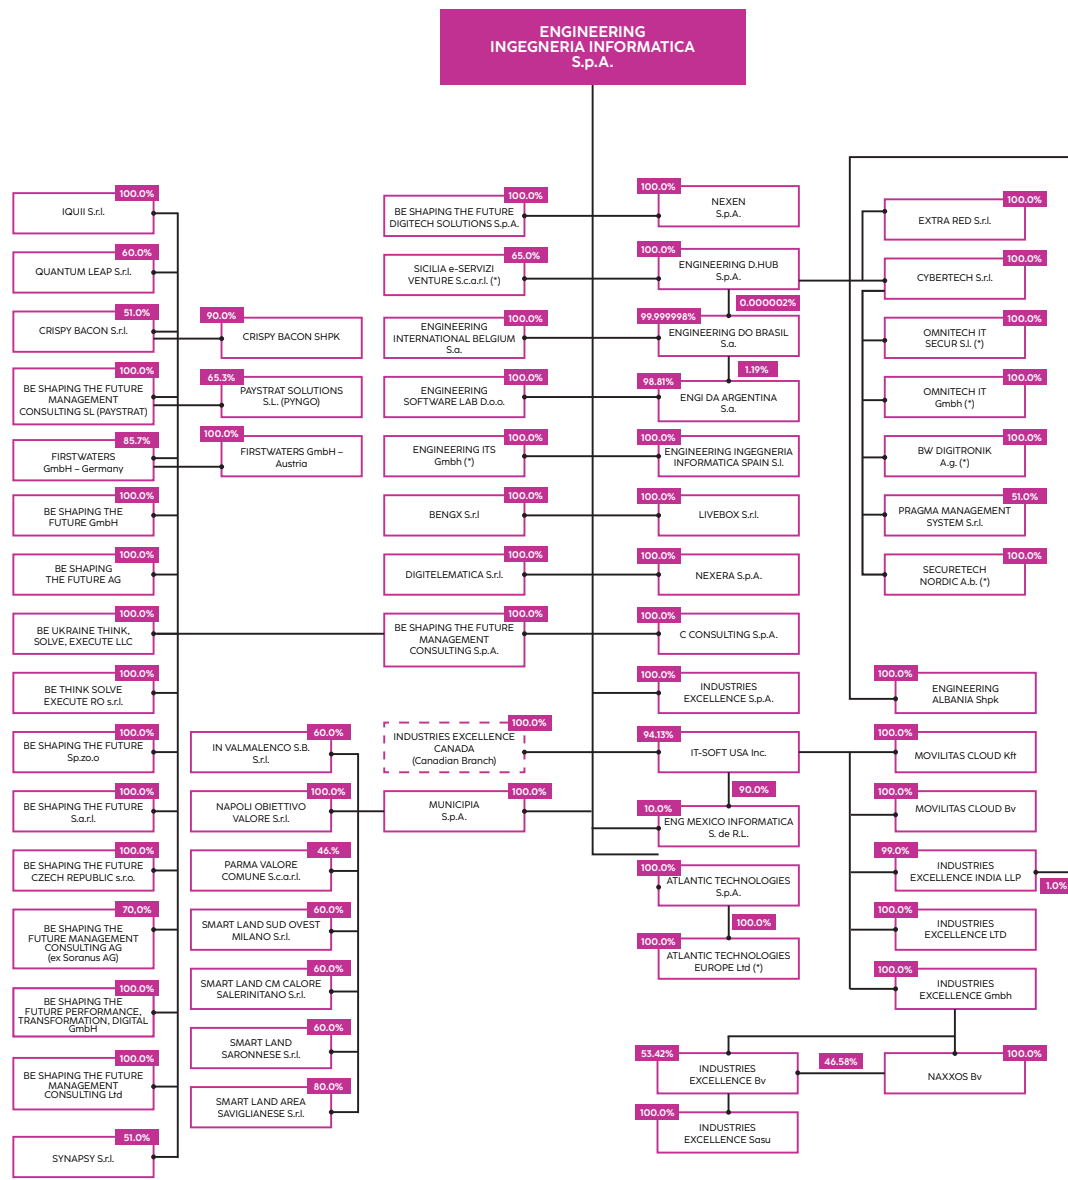 ENGINEERING
INGEGNERIA INFORMATICA
S.p.A.
100.0%
IQUII S.r.l.
60.0%
QUANTUM LEAP S.r.l.
51.0%
CRISPY BACON S.r.l.
90.0%
CRISPY BACON SHPK
100.0%
BE SHAPING THE FUTURE
MANAGEMENT
CONSULTING SL (PAYSTRAT)
65.3%
PAYSTRAT SOLUTIONS
S.L. (PYNGO)
85.7%
FIRSTWATERS
GmbH – Germany
100.0%
FIRSTWATERS GmbH –
Austria
100.0%
BE SHAPING THE
FUTURE GmbH
100.0%
BE SHAPING
THE FUTURE AG
100.0%
BE UKRAINE THINK,
SOLVE, EXECUTE LLC
100.0%
BE THINK SOLVE
EXECUTE RO s.r.l.
100.0%
BE SHAPING THE FUTURE
Sp.zo.o
100.0%
BE SHAPING THE FUTURE
S.a.r.l.
100.0%
BE SHAPING THE FUTURE
CZECH REPUBLIC s.r.o.
70,0%
BE SHAPING THE
FUTURE MANAGEMENT
CONSULTING AG
(ex Soranus AG)
100.0%
BE SHAPING THE
FUTURE PERFORMANCE,
TRANSFORMATION, DIGITAL
GmbH
100.0%
BE SHAPING THE FUTURE
MANAGEMENT
CONSULTING Ltd
51.0%
SYNAPSY S.r.l.
60.0%
IN VALMALENCO S.B.
S.r.l.
100.0%
NAPOLI OBIETTIVO
VALORE S.r.l.
46.%
PARMA VALORE
COMUNE S.c.a.r.l.
60.0%
SMART LAND SUD OVEST
MILANO S.r.l.
60.0%
SMART LAND CM CALORE
SALERINITANO S.r.l.
60.0%
SMART LAND
SARONNESE S.r.l.
80.0%
SMART LAND AREA
SAVIGLIANESE S.r.l.
100.0%
BE SHAPING THE FUTURE
DIGITECH SOLUTIONS S.p.A.
65.0%
SICILIA e-SERVIZI
VENTURE S.c.a.r.l. (*)
100.0%
ENGINEERING
INTERNATIONAL BELGIUM
S.a.
100.0%
ENGINEERING
SOFTWARE LAB D.o.o.
100.0%
ENGINEERING ITS
Gmbh (*)
100.0%
BENGX S.r.l
100.0%
DIGITELEMATICA S.r.l.
100.0%
BE SHAPING THE FUTURE
MANAGEMENT
CONSULTING S.p.A.
100.0%
INDUSTRIES EXCELLENCE
CANADA
(Canadian Branch)
100.0%
MUNICIPIA
S.p.A.
100.0%
NEXEN
S.p.A.
100.0%
ENGINEERING D.HUB
S.p.A.
0.000002%
99.999998%
ENGINEERING DO BRASIL
S.a.
1.19%
98.81%
ENGI DA ARGENTINA
S.a.
100.0%
ENGINEERING INGEGNERIA
INFORMATICA SPAIN S.l.
100.0%
LIVEBOX S.r.l.
100.0%
NEXERA S.p.A.
100.0%
C CONSULTING S.p.A.
100.0%
INDUSTRIES
EXCELLENCE S.p.A.
94.13%
IT-SOFT USA Inc.
90.0%
10.0%
ENG MEXICO INFORMATICA
S. de R.L.
100.0%
ATLANTIC TECHNOLOGIES
S.p.A.
100.0%
100.0%
ATLANTIC TECHNOLOGIES
EUROPE Ltd (*)
53.42%
INDUSTRIES
EXCELLENCE Bv
46.58%
100.0%
INDUSTRIES
EXCELLENCE Sasu
100.0%
EXTRA RED S.r.l.
100.0%
CYBERTECH S.r.l.
100.0%
OMNITECH IT
SECUR S.l. (*)
100.0%
OMNITECH IT
Gmbh (*)
100.0%
BW DIGITRONIK
A.g. (*)
51.0%
PRAGMA MANAGEMENT
SYSTEM S.r.l.
100.0%
SECURETECH
NORDIC A.b. (*)
100.0%
ENGINEERING
ALBANIA Shpk
100.0%
MOVILITAS CLOUD Kft
100.0%
MOVILITAS CLOUD Bv
99.0%
INDUSTRIES
EXCELLENCE INDIA LLP
1.0%
100.0%
INDUSTRIES
EXCELLENCE LTD
100.0%
INDUSTRIES
EXCELLENCE Gmbh
100.0%
NAXXOS Bv